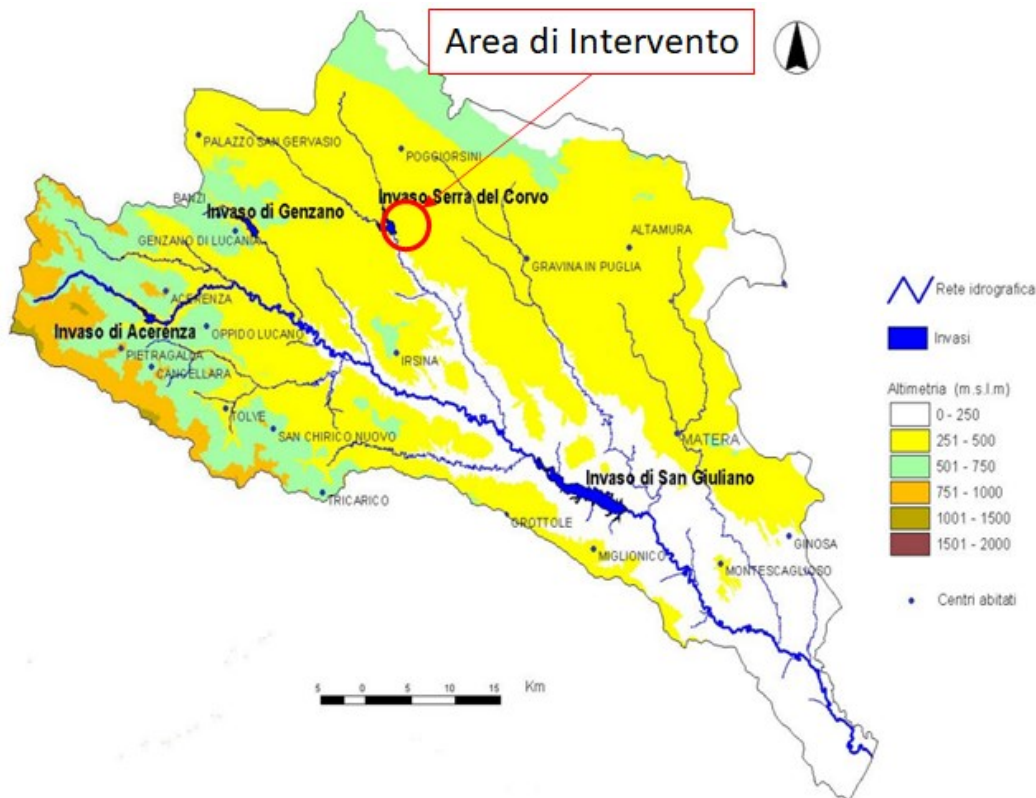 Area di Intervento
PALAZZO SAN GERVASIO
POGGIORSINI
BANZI
Invaso Serra del Corvo
Invaso di Genzano
GENZANO DI LUCANIA
ALTAMURA
GRAVINA IN PUGLIA
ACERENZA
Invaso di Acerenza
OPPIDO LUCANO
PIETRAGALLA
CANCELLARA
IRSINA
TOLVE
SAN CHIRICO NUOVO
MATERA
TRICARICO
Invaso di San Giuliano
GROTTOLE
MIGLIONICO
GINOSA
MONTESCAGLIOSO
Rete idrografica
Invasi
Altimetria (m.s.l.m)
0 - 250
251 - 500
501 - 750
751 - 1000
1001 - 1500
1501 - 2000
Centri abitati
5 0 5 10 15 Km